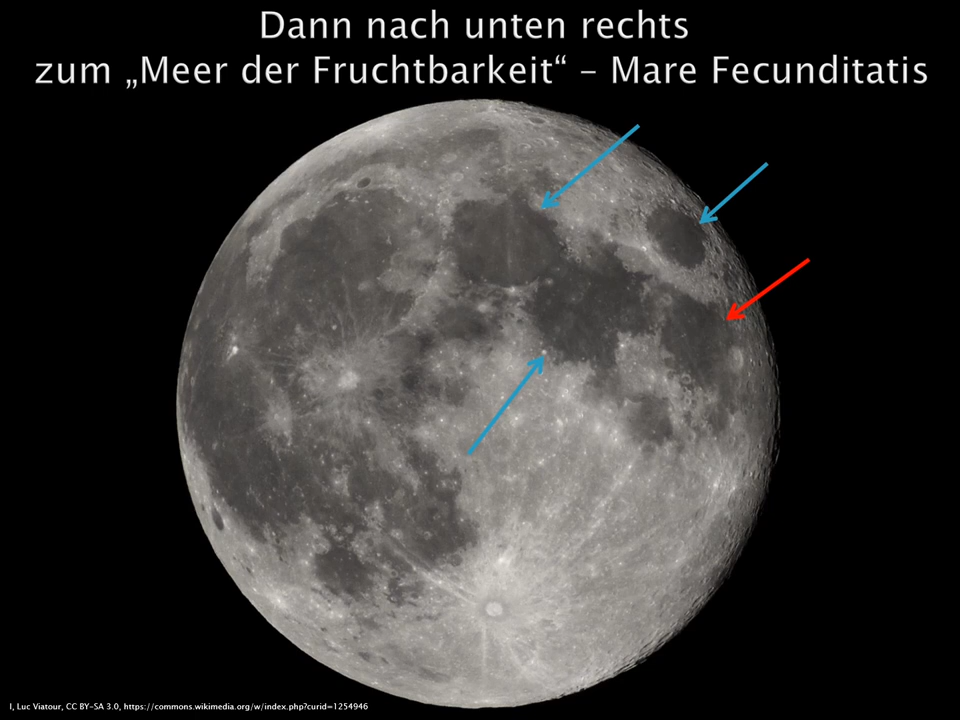 Dann nach unten rechts
zum „Meer der Fruchtbarkeit“ – Mare Fecunditatis
I, Luc Viatour, CC BY-SA 3.0, https://commons.wikimedia.org/w/index.php?curid=1254946